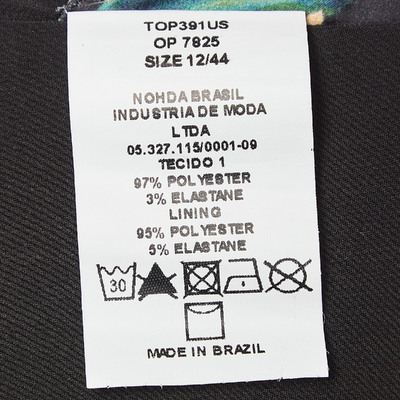 TOP391US
OP 7825
SIZE 12/44
NOHDA BRASIL
INDUSTRIA DE MODA
LTDA
05.327.115/0001-09
TECIDO 1
97% POLYESTER
3% ELASTANE
LINING
95% POLYESTER
5% ELASTANE
30
MADE IN BRAZIL